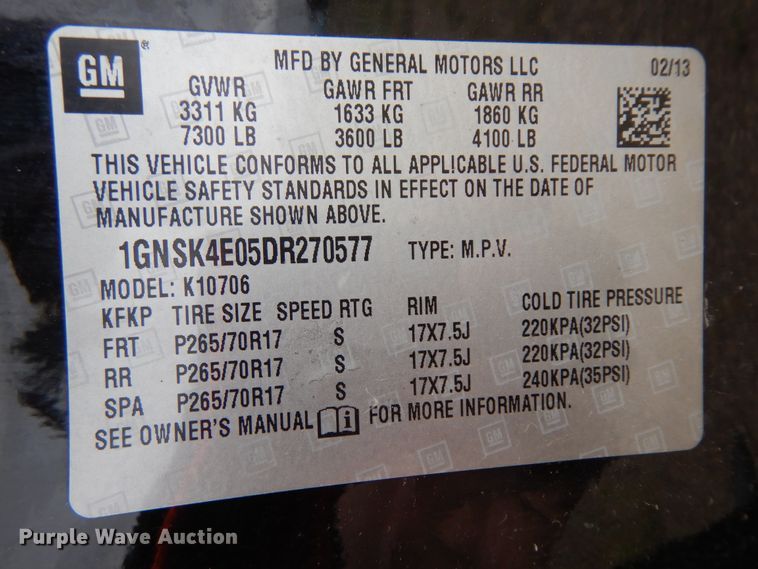 GM
MFD BY GENERAL MOTORS LLC 02/13
GVWR GAWR FRT GAWR RR
3311 KG 1633 KG 1860 KG
7300 LB 3600 LB 4100 LB
THIS VEHICLE CONFORMS TO ALL APPLICABLE U.S. FEDERAL MOTOR
VEHICLE SAFETY STANDARDS IN EFFECT ON THE DATE OF
MANUFACTURE SHOWN ABOVE.
1GNSK4E05DR270577 TYPE: M.P.V.
MODEL: K10706
KFKP TIRE SIZE SPEED RTG RIM COLD TIRE PRESSURE
FRT P265/70R17 S 17X7.5J 220KPA(32PSI)
RR P265/70R17 S 17X7.5J 220KPA(32PSI)
SPA P265/70R17 S 17X7.5J 240KPA(35PSI)
SEE OWNER'S MANUAL i FOR MORE INFORMATION.
Purple Wave Auction